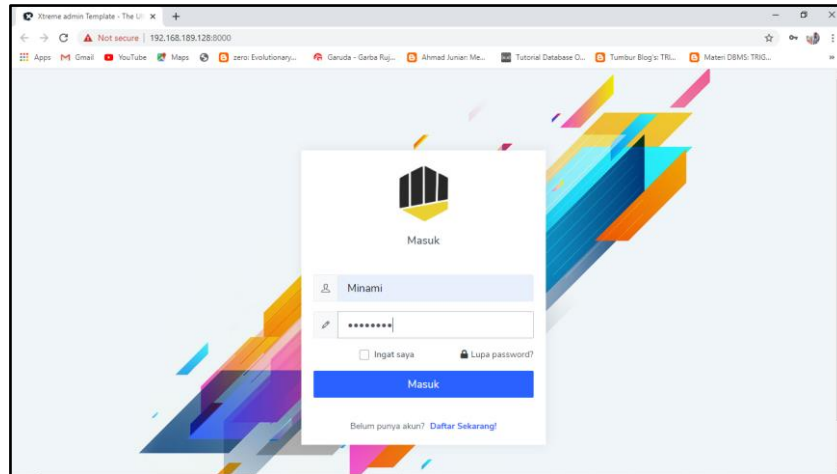 Xtreme admin Template - The Ul
Not secure | 192.168.189.128:8000
Apps Gmail YouTube Maps zero: Evolutionary... Garuda - Garba Ruj... Ahmad Junian Me... Tutorial Database O... Tumbur Blog's: TRI... Materi DBMS: TRIG...
Masuk
Minami
Ingat saya Lupa password?
Masuk
Belum punya akun? Daftar Sekarang!